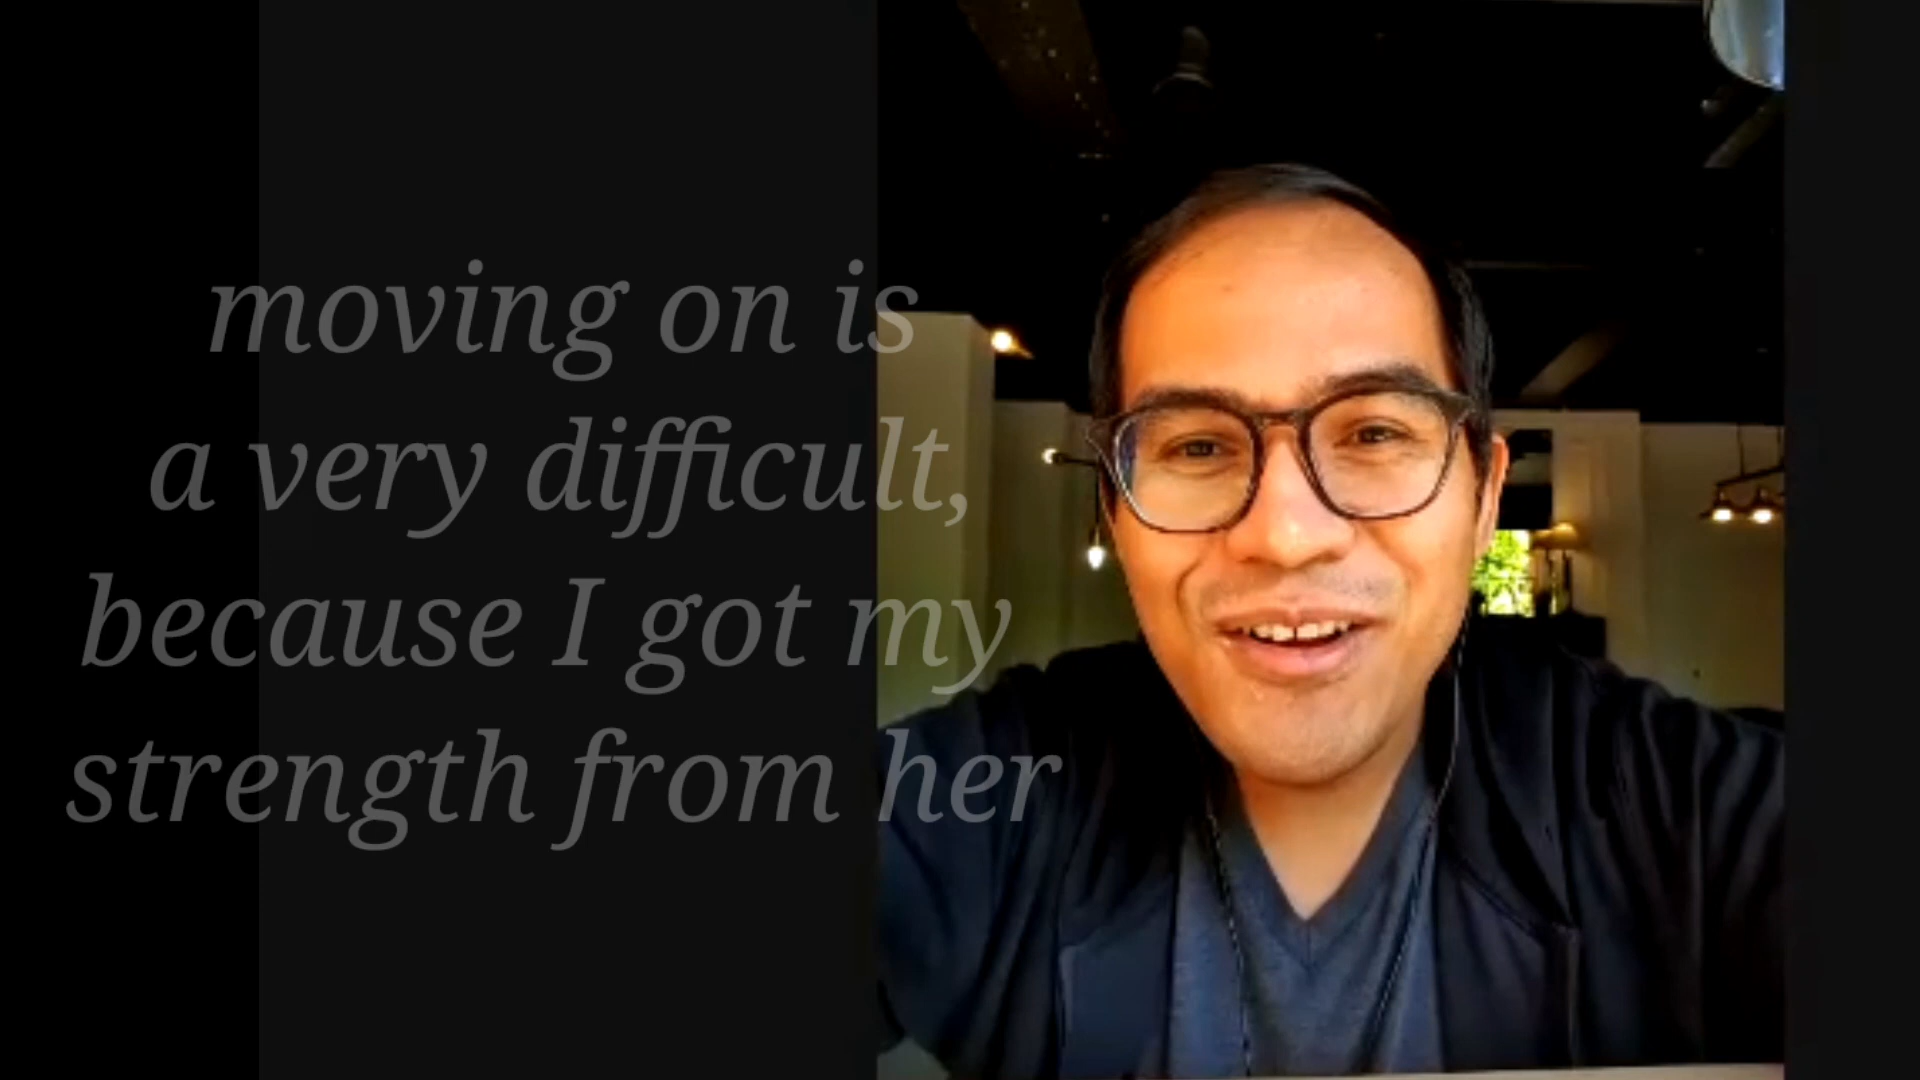 moving on is
a very difficult,
because I got my
strength from her